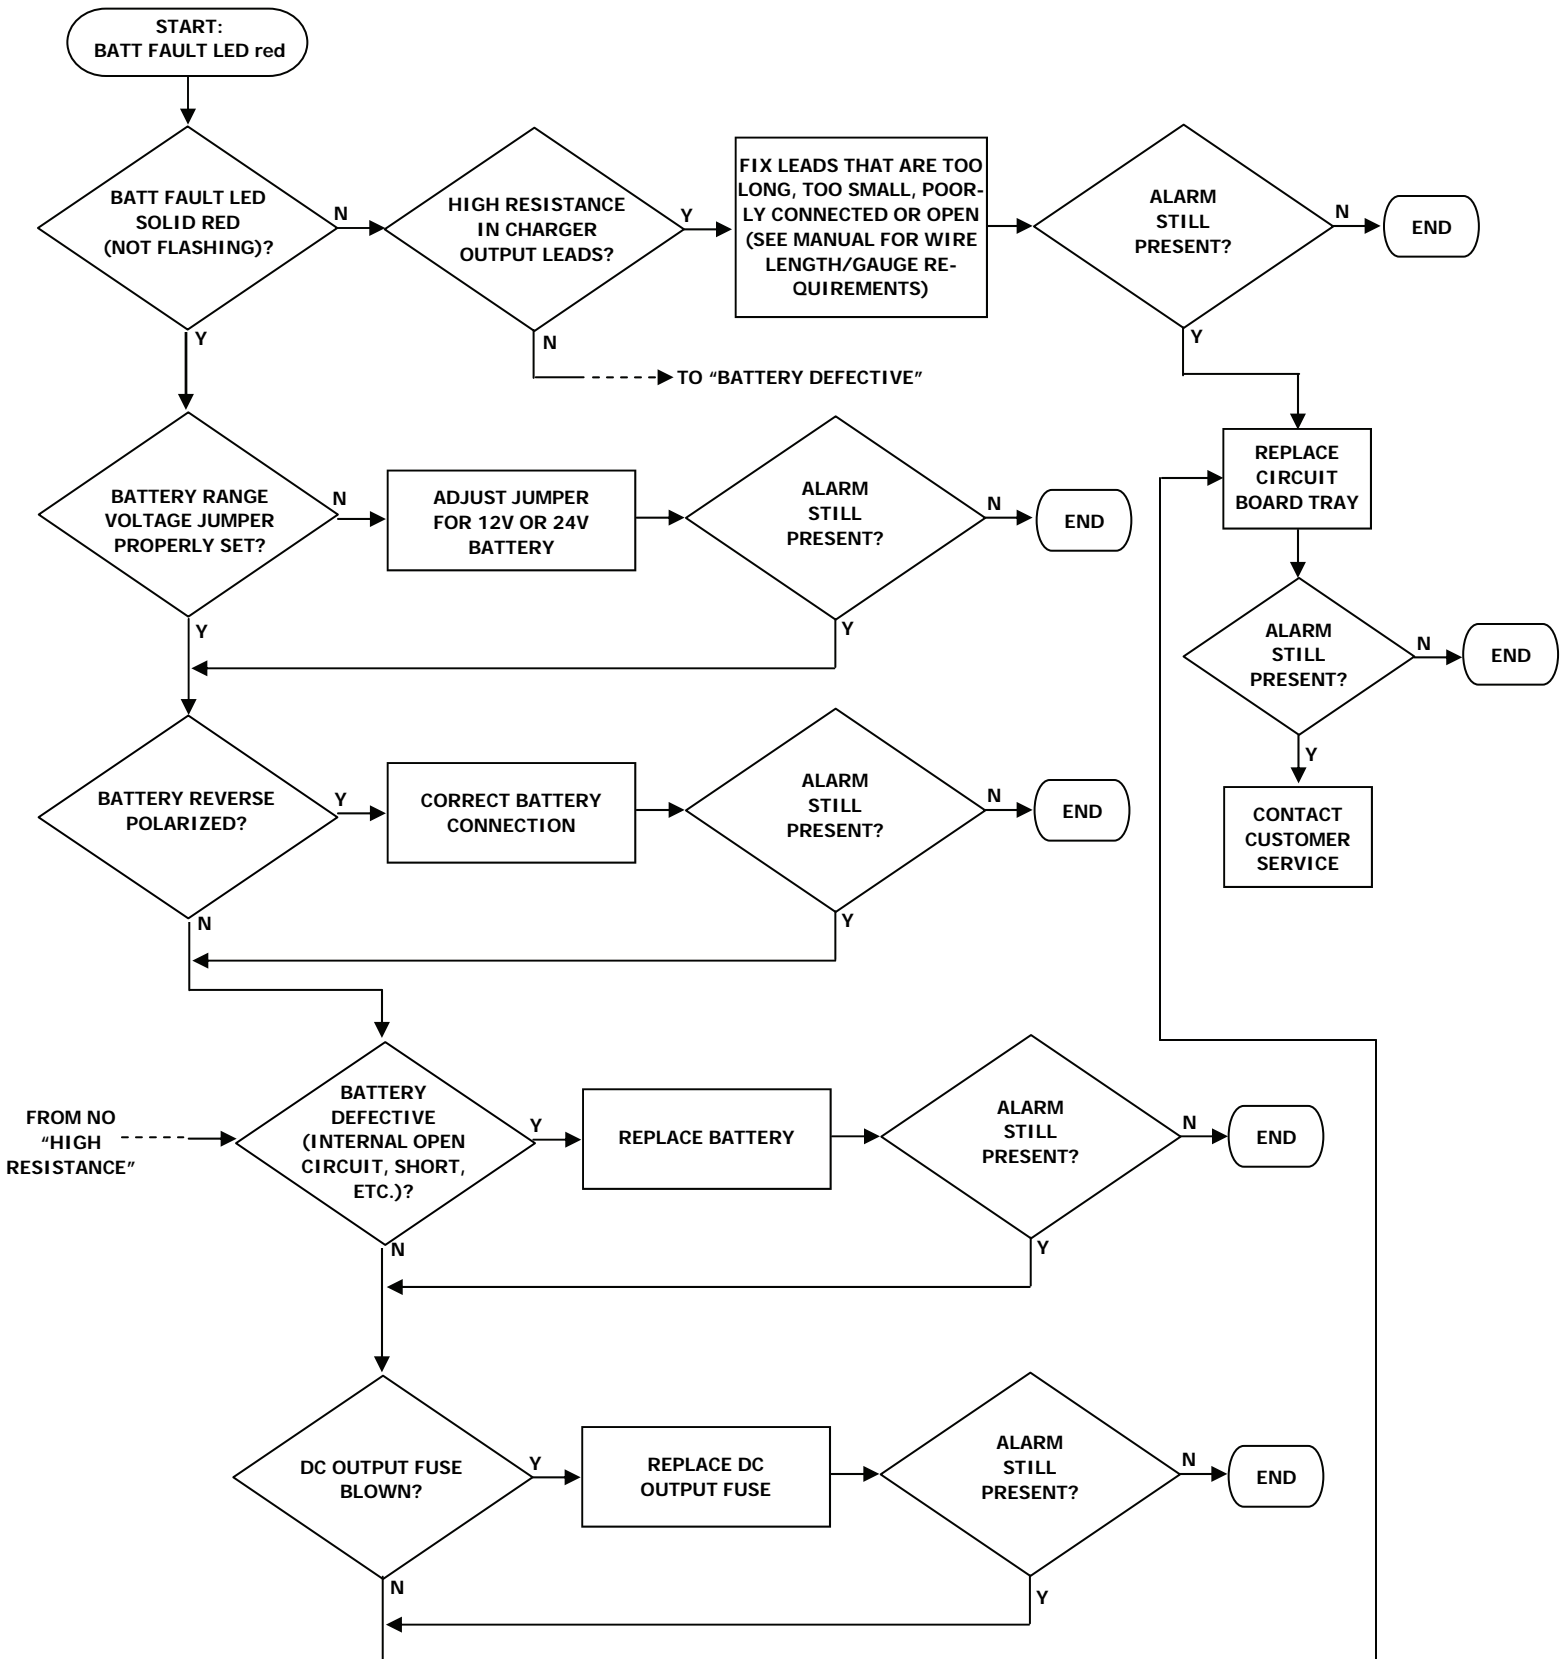 START:
BATT FAULT LED red
BATT FAULT LED
SOLID RED
(NOT FLASHING)?
N
Y
HIGH RESISTANCE
IN CHARGER
OUTPUT LEADS?
Y
N
TO “BATTERY DEFECTIVE”
FIX LEADS THAT ARE TOO
LONG, TOO SMALL, POOR-
LY CONNECTED OR OPEN
(SEE MANUAL FOR WIRE
LENGTH/GAUGE RE-
QUIREMENTS)
ALARM
STILL
PRESENT?
N
END
Y
REPLACE
CIRCUIT
BOARD TRAY
ALARM
STILL
PRESENT?
N
END
Y
CONTACT
CUSTOMER
SERVICE
BATTERY RANGE
VOLTAGE JUMPER
PROPERLY SET?
N
Y
ADJUST JUMPER
FOR 12V OR 24V
BATTERY
ALARM
STILL
PRESENT?
N
END
Y
BATTERY REVERSE
POLARIZED?
Y
N
CORRECT BATTERY
CONNECTION
ALARM
STILL
PRESENT?
N
END
Y
FROM NO
“HIGH
RESISTANCE”
BATTERY
DEFECTIVE
(INTERNAL OPEN
CIRCUIT, SHORT,
ETC.)?
Y
N
REPLACE BATTERY
ALARM
STILL
PRESENT?
N
END
Y
DC OUTPUT FUSE
BLOWN?
Y
N
REPLACE DC
OUTPUT FUSE
ALARM
STILL
PRESENT?
N
END
Y